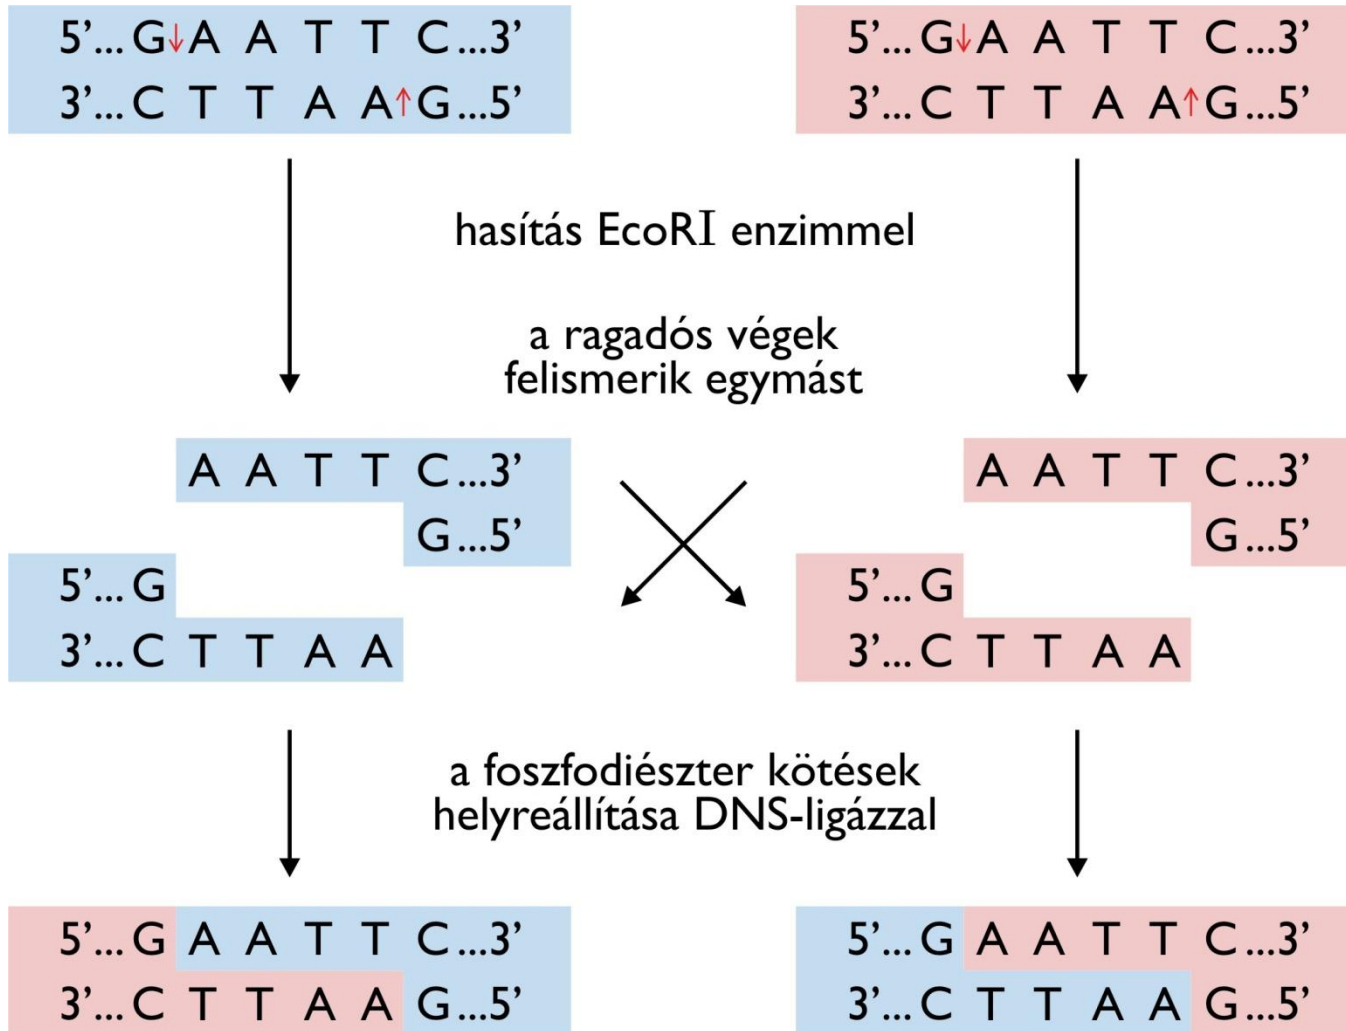 5’...G↓A A T T C...3’
3’...C T T A A↑G...5’
5’...G↓A A T T C...3’
3’...C T T A A↑G...5’
hasítás EcoRI enzimmel
a ragadós végek
felismerik egymást
A A T T C...3’
G...5’
5’...G
3’...C T T A A
A A T T C...3’
G...5’
5’...G
3’...C T T A A
a foszfodiészter kötések
helyreállítása DNS-ligázzal
5’...G A A T T C...3’
3’...C T T A A G...5’
5’...G A A T T C...3’
3’...C T T A A G...5’